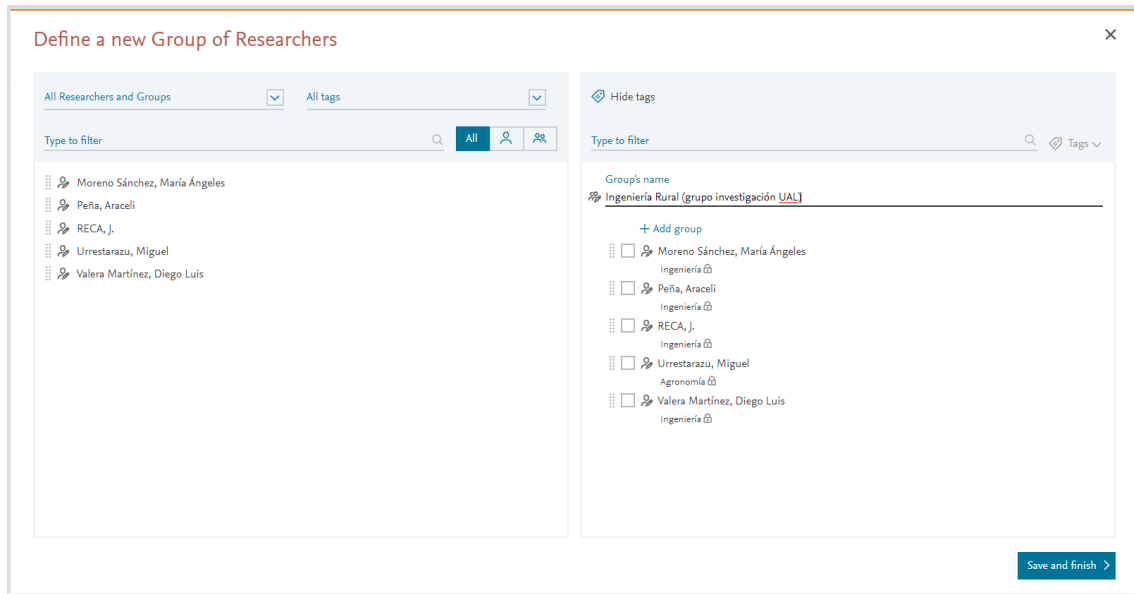 Define a new Group of Researchers
All Researchers and Groups
All tags
Type to filter
All
Moreno Sánchez, María Ángeles
Peña, Araceli
RECA, J.
Urrestarazu, Miguel
Valera Martínez, Diego Luis
Hide tags
Type to filter
Tags
Group's name
Ingeniería Rural (grupo investigación UAL)
+ Add group
Moreno Sánchez, María Ángeles
Ingeniería
Peña, Araceli
Ingeniería
RECA, J.
Ingeniería
Urrestarazu, Miguel
Agronomía
Valera Martínez, Diego Luis
Ingeniería
Save and finish